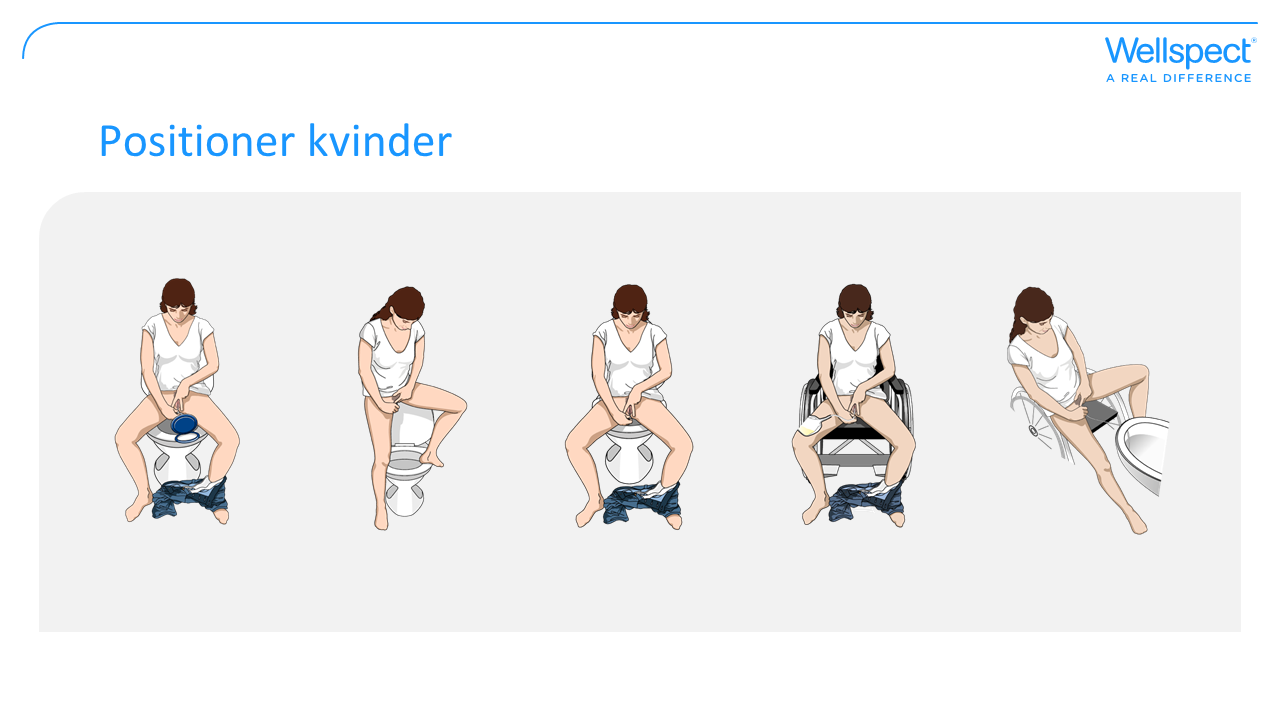 Wellspect®
A REAL DIFFERENCE
Positioner kvinder